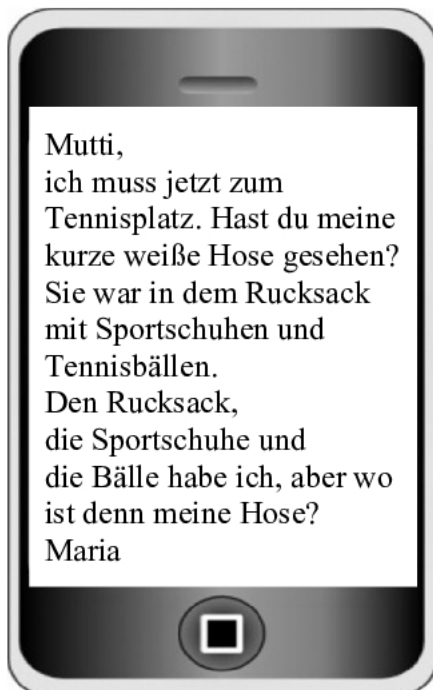 Mutti,
ich muss jetzt zum
Tennisplatz. Hast du meine
kurze weiße Hose gesehen?
Sie war in dem Rucksack
mit Sportschuhen und
Tennisbällen.
Den Rucksack,
die Sportschuhe und
die Bälle habe ich, aber wo
ist denn meine Hose?
Maria